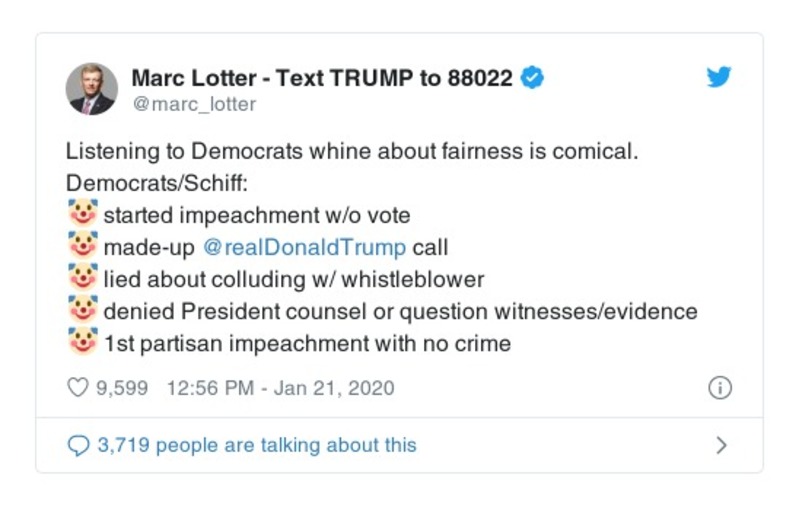 Marc Lotter - Text TRUMP to 88022
@marc_lotter
Listening to Democrats whine about fairness is comical.
Democrats/Schiff:
🤡 started impeachment w/o vote
🤡 made-up @realDonaldTrump call
🤡 lied about colluding w/ whistleblower
🤡 denied President counsel or question witnesses/evidence
🤡 1st partisan impeachment with no crime
9,599 12:56 PM - Jan 21, 2020
3,719 people are talking about this